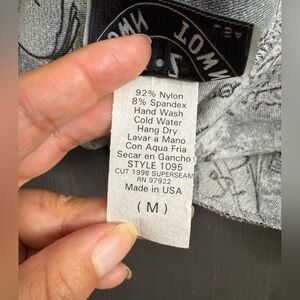 92% Nylon
8% Spandex
Hand Wash
Cold Water
Hang Dry
Lavar a Mano
Con Aqua Fria
Secar en Gancho
STYLE 1095
CUT 1998 SUPERSEAM
RN 97922
Made in USA
(M)